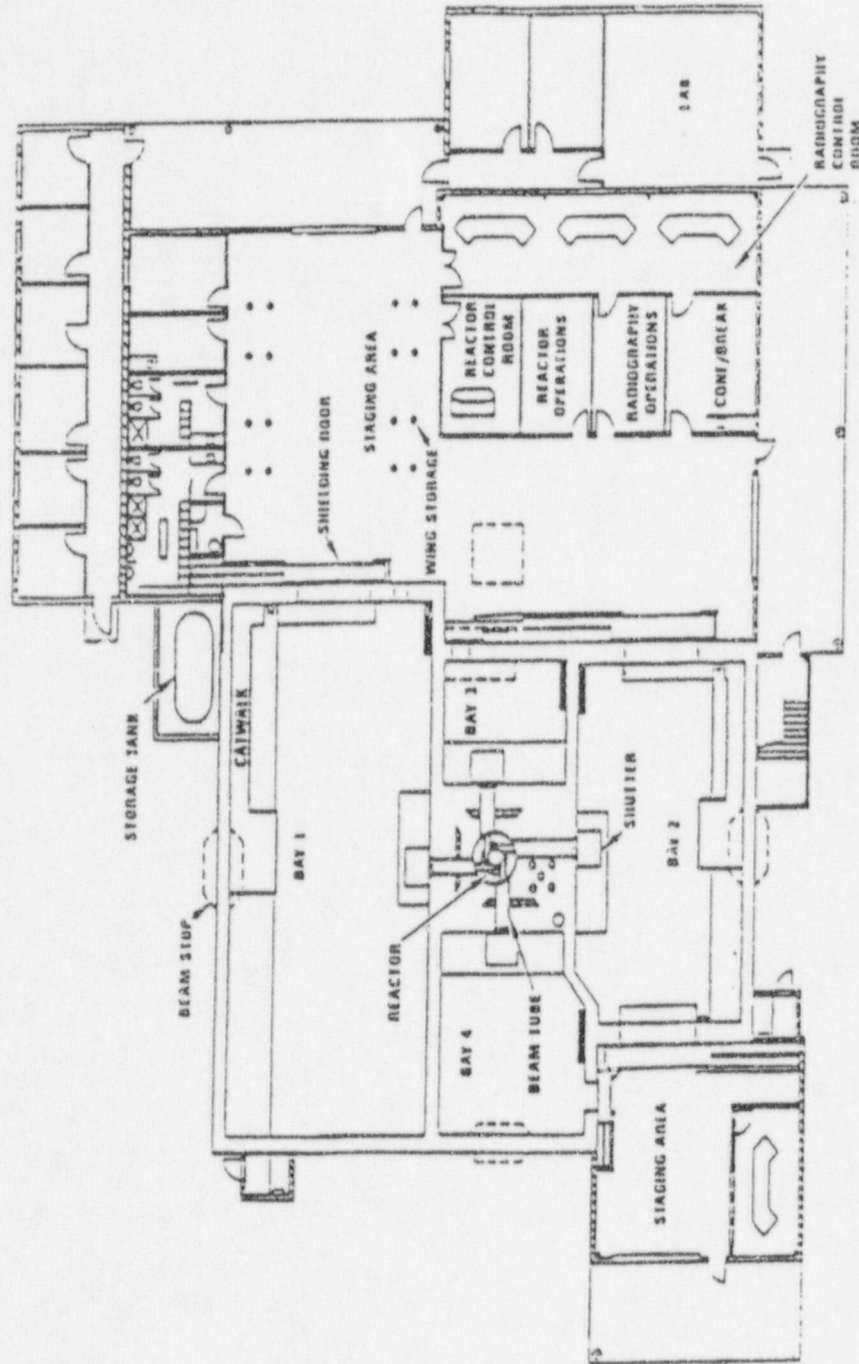 STORAGE TANK
BEAM STOP
CATWALK
BAY 1
REACTOR
SHIELDING DOOR
STAGING AREA
WING STORAGE
REACTOR
CONTROL
ROOM
REACTOR
OPERATIONS
RADIOGRAPHY
OPERATIONS
CONF/BREAK
LAB
RADIOGRAPHY
CONTROL
ROOM
BAY 3
SHUTTER
BAY 2
BAY 4
BEAM TUBE
STAGING AREA